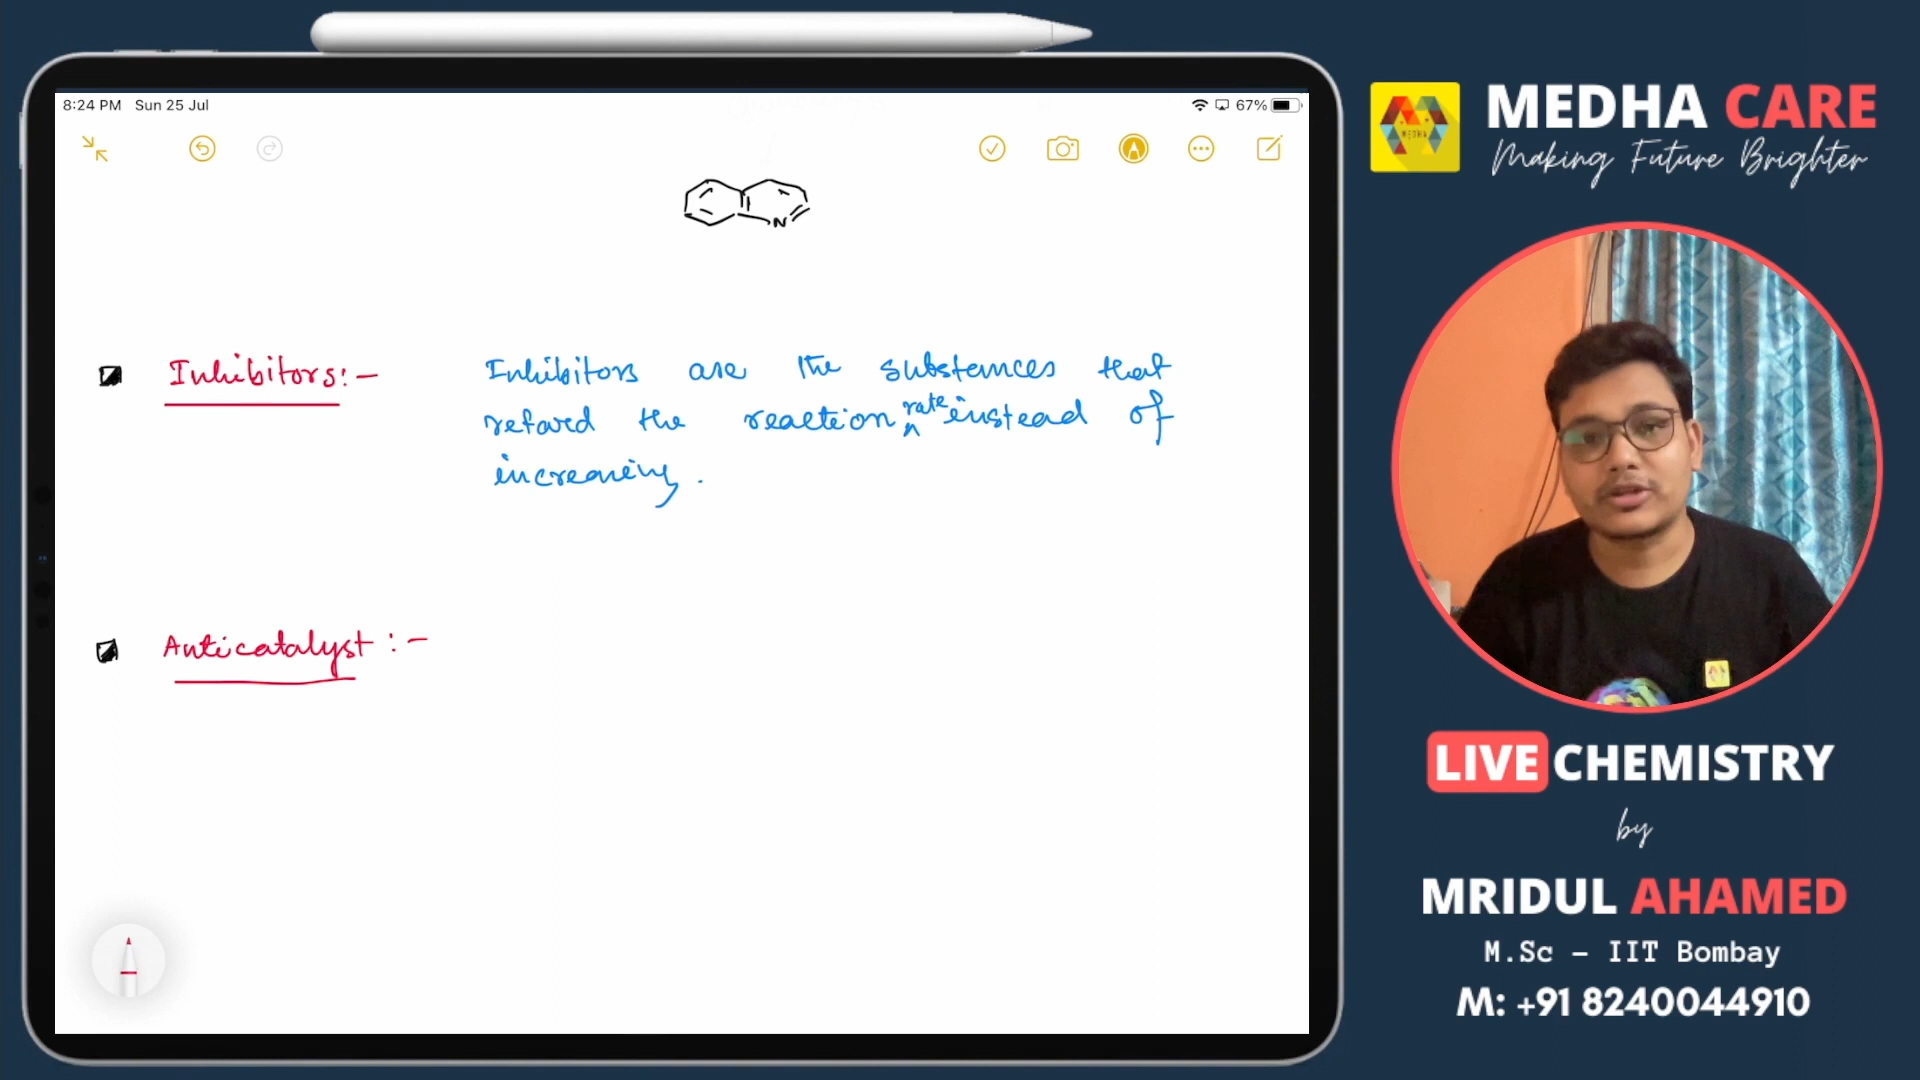 8:24 PM Sun 25 Jul
67%
N
Inhibitors:-
Inhibitors are the substances that
retard the reaction rate instead of
increasing.
Anticatalyst :-
MEDHA CARE
Making Future Brighter
MEDHA
LIVE CHEMISTRY
by
MRIDUL AHAMED
M.Sc - IIT Bombay
M: +91 8240044910